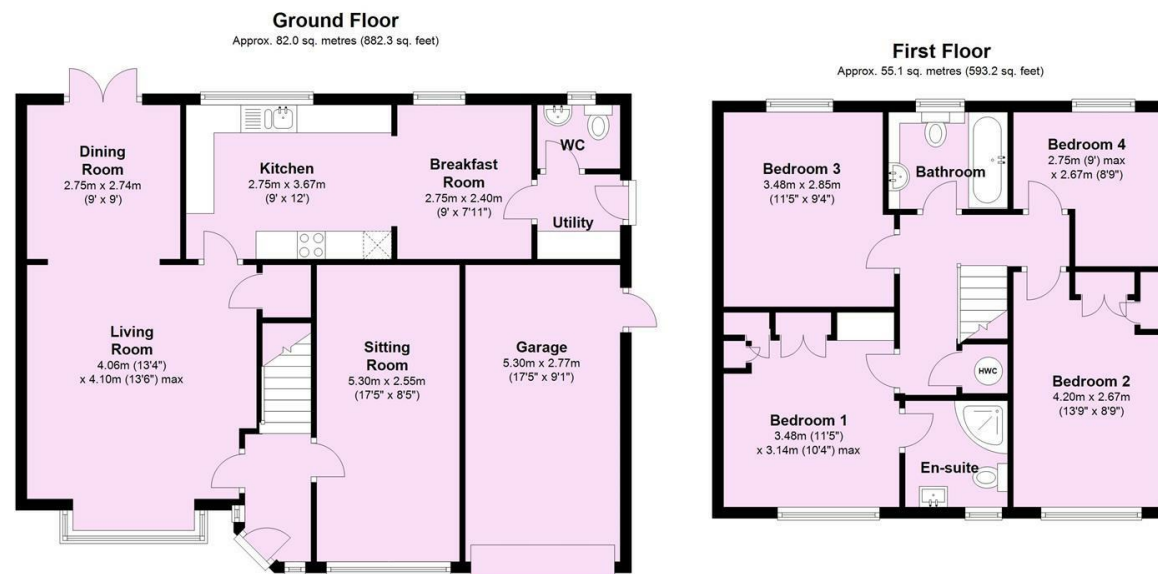 Ground Floor
Approx. 82.0 sq. metres (882.3 sq. feet)
Dining
Room
2.75m x 2.74m
(9' x 9')
Kitchen
2.75m x 3.67m
(9' x 12')
Breakfast
Room
2.75m x 2.40m
(9' x 7'11")
WC
Utility
Living
Room
4.06m (13'4")
x 4.10m (13'6") max
Sitting
Room
5.30m x 2.55m
(17'5" x 8'5")
Garage
5.30m x 2.77m
(17'5" x 9'1")
First Floor
Approx. 55.1 sq. metres (593.2 sq. feet)
Bedroom 3
3.48m x 2.85m
(11'5" x 9'4")
Bathroom
Bedroom 4
2.75m (9') max
x 2.67m (8'9")
HWC
Bedroom 1
3.48m (11'5")
x 3.14m (10'4") max
En-suite
Bedroom 2
4.20m x 2.67m
(13'9" x 8'9")